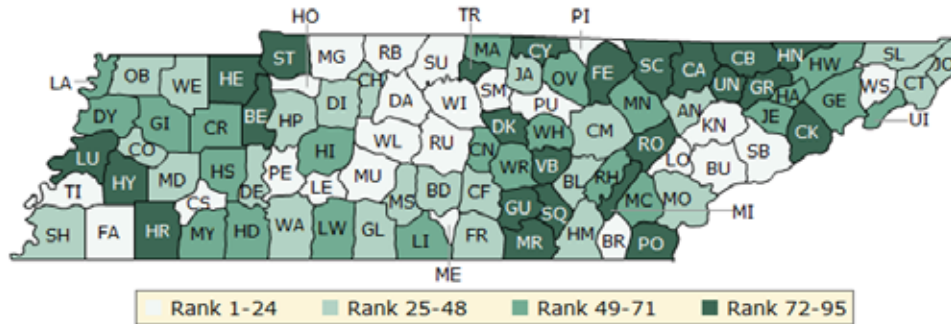 HO TR PI
ST MG RB SU MA CY FE SC CA CB HN HW SL JO
LA OB WE HE CH JA OV UN GR HA GE WS CT
DI DA WI SM PU MN AN KN JE CK UI
DY GI CR BE HP DK WH CM RO
LU CO HI WL RU CN WR VB LO BU SB
HY MD HS DE PE LE MU BL RH
TI CS MS BD CF GU SQ MC MO
SH FA HR MY HD WA LW GL LI FR MR HM BR PO MI
ME
Rank 1-24 Rank 25-48 Rank 49-71 Rank 72-95